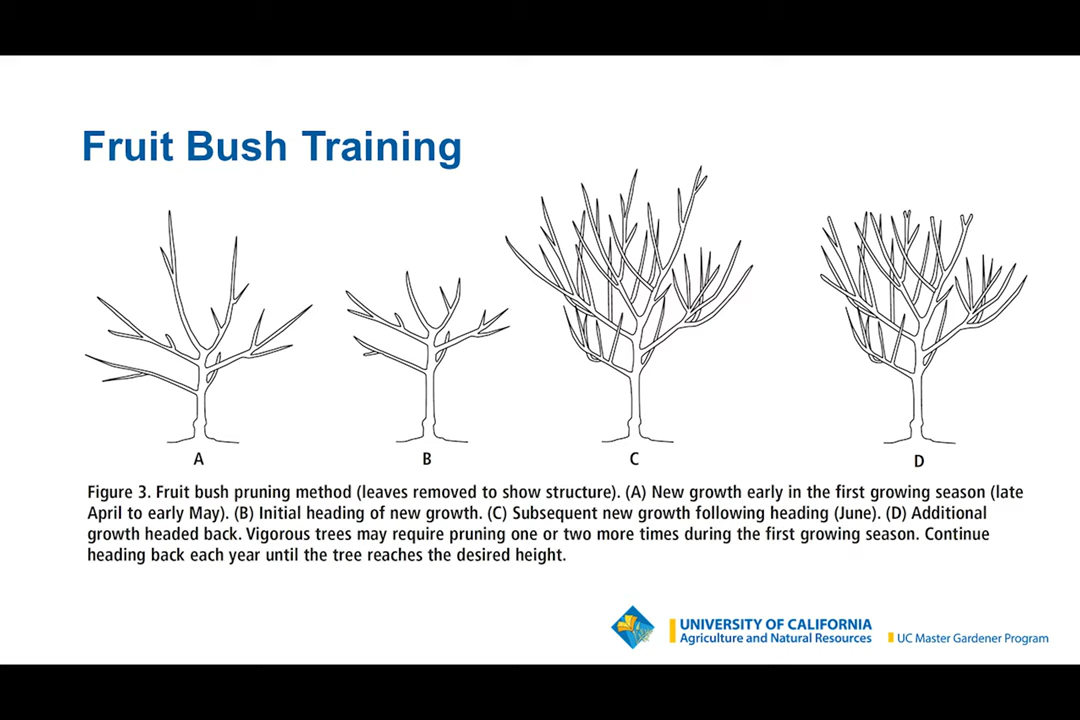 Fruit Bush Training
A
B
C
D
Figure 3. Fruit bush pruning method (leaves removed to show structure). (A) New growth early in the first growing season (late
April to early May). (B) Initial heading of new growth. (C) Subsequent new growth following heading (June). (D) Additional
growth headed back. Vigorous trees may require pruning one or two more times during the first growing season. Continue
heading back each year until the tree reaches the desired height.
UNIVERSITY OF CALIFORNIA
Agriculture and Natural Resources
UC Master Gardener Program